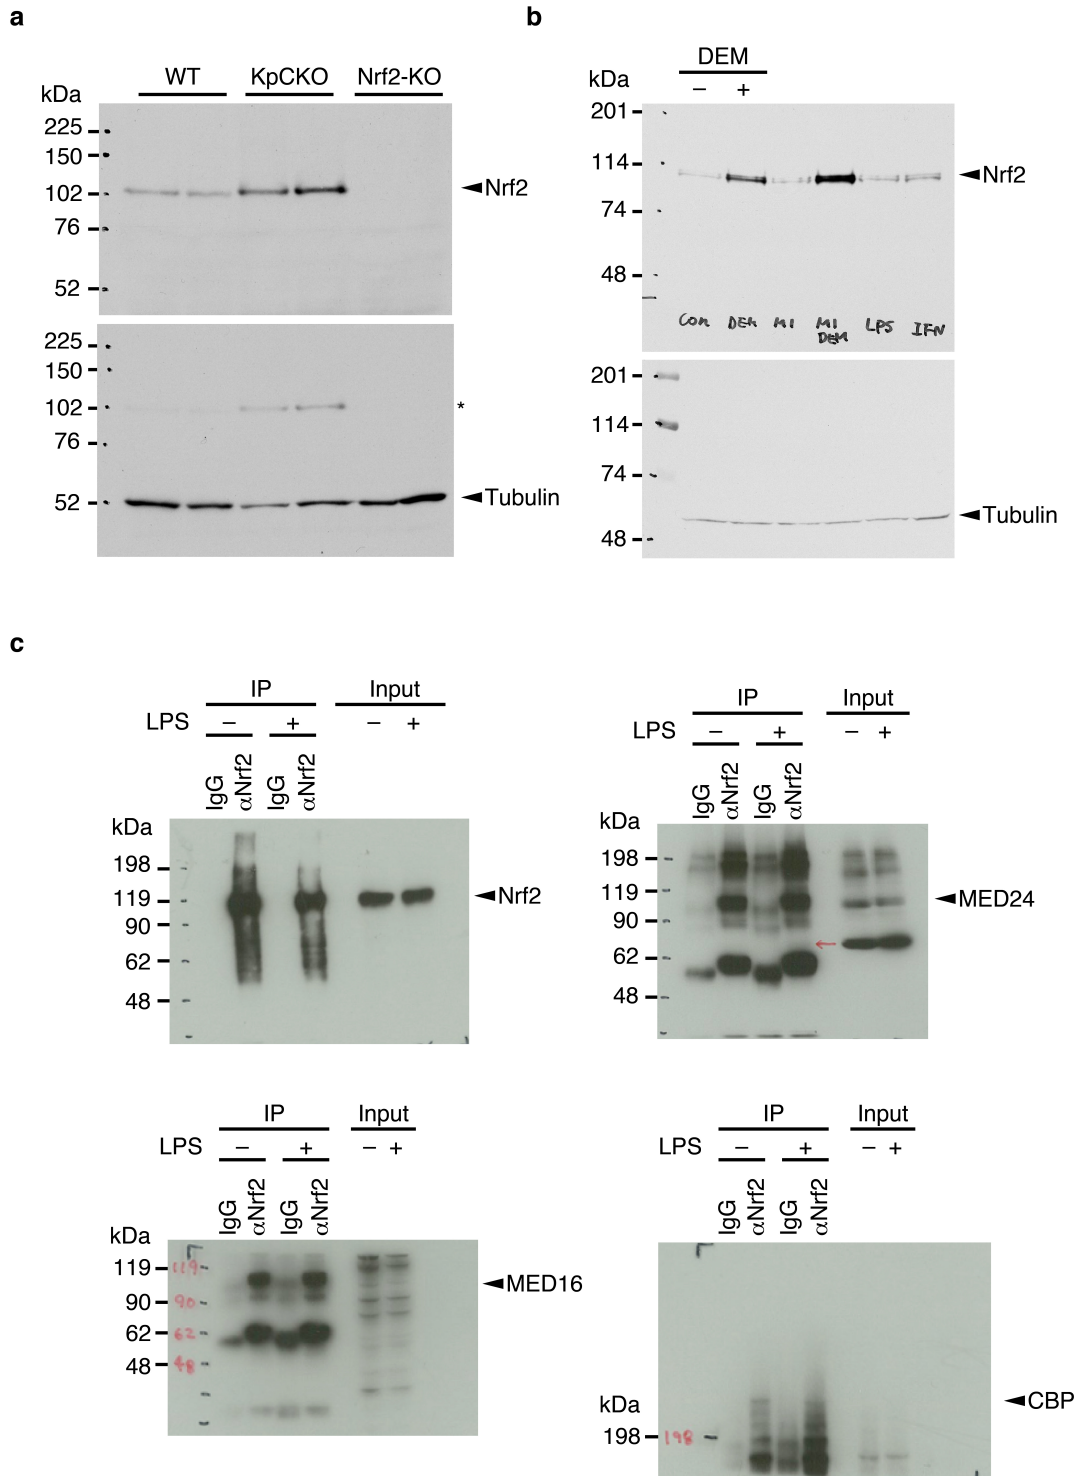 a
WT KpCKO Nrf2-KO
kDa
225
150
102
76
52
Nrf2
225
150
102
76
52
*
Tubulin
b
DEM
kDa
– +
201
114
74
48
Nrf2
Con DEM M1 M1 DEM LPS IFN
201
114
74
48
Tubulin
c
IP Input
LPS – + – +
IgG αNrf2 IgG αNrf2
kDa
198
119
90
62
48
Nrf2
IP Input
LPS – + – +
IgG αNrf2 IgG αNrf2
kDa
198
119
90
62
48
MED24
IP Input
LPS – + – +
IgG αNrf2 IgG αNrf2
kDa
119 119
90 90
62 62
48 48
MED16
IP Input
LPS – + – +
IgG αNrf2 IgG αNrf2
kDa
198 198
CBP